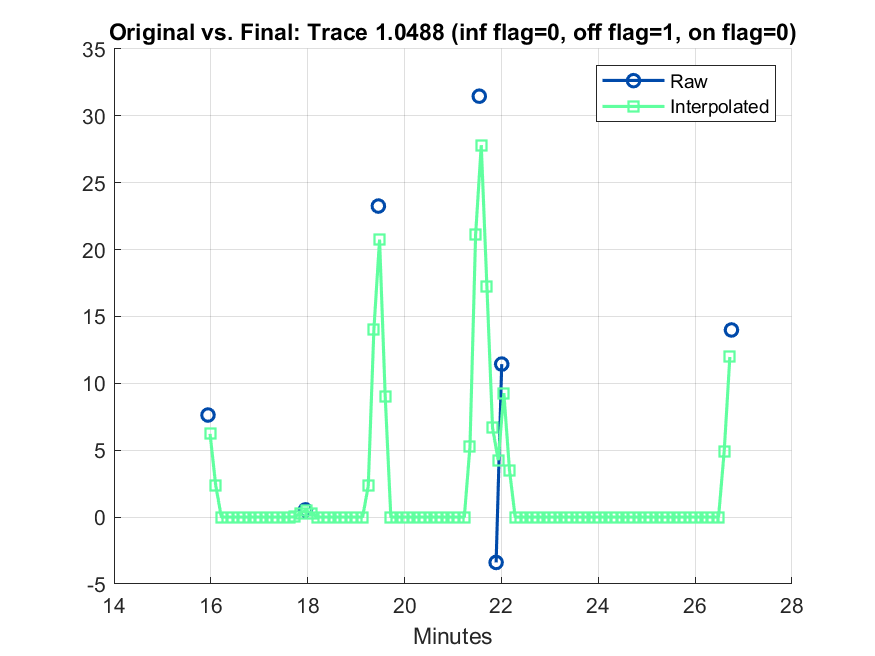 Original vs. Final: Trace 1.0488 (inf flag=0, off flag=1, on flag=0)
35
30
25
20
15
10
5
0
-5
Raw
Interpolated
14 16 18 20 22 24 26 28
Minutes